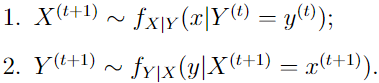 1. X^{(t+1)} ∼ f_{X|Y}(x|Y^{(t)} = y^{(t)});
2. Y^{(t+1)} ∼ f_{Y|X}(y|X^{(t+1)} = x^{(t+1)}).